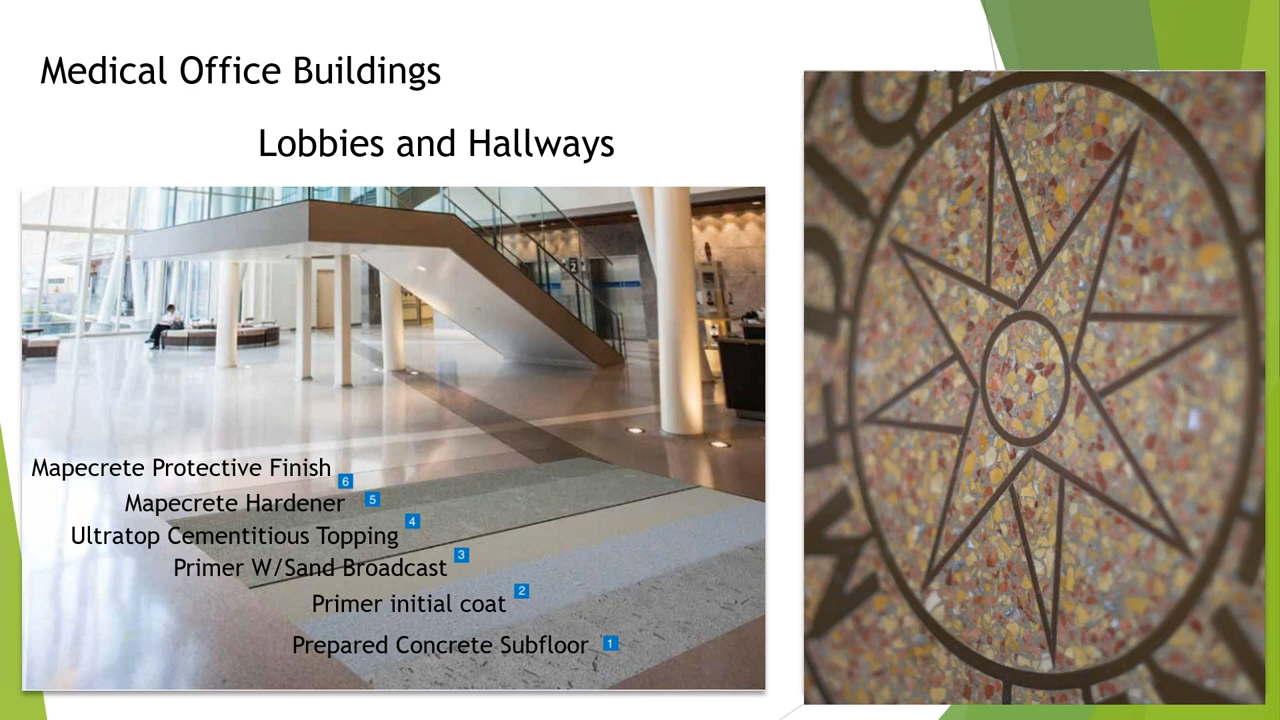 Medical Office Buildings
Lobbies and Hallways
2
Mapecrete Protective Finish 6
Mapecrete Hardener 5
Ultratop Cementitious Topping 4
Primer W/Sand Broadcast 3
Primer initial coat 2
Prepared Concrete Subfloor 1